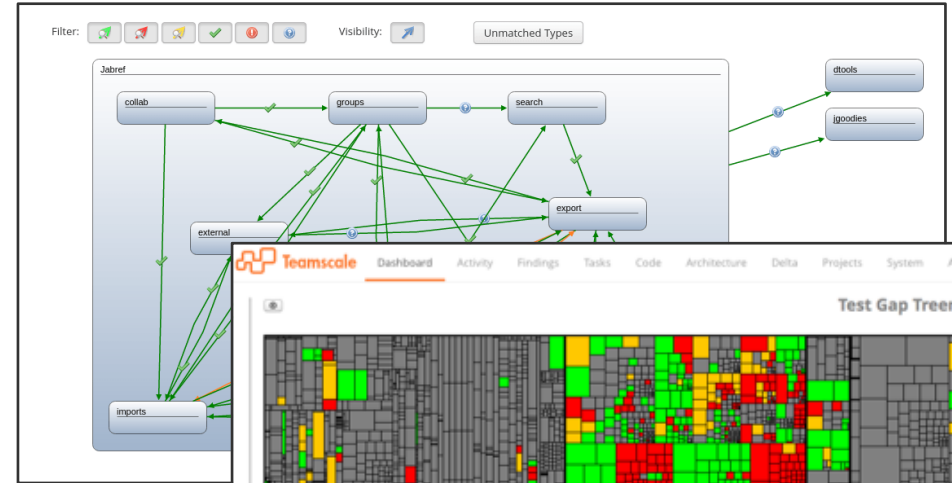 Filter:
Visibility:
Unmatched Types
Jabref
dtools
collab
groups
search
jgoodies
export
external
Teamscale Dashboard Activity Findings Tasks Code Architecture Delta Projects System
Test Gap Treem
imports